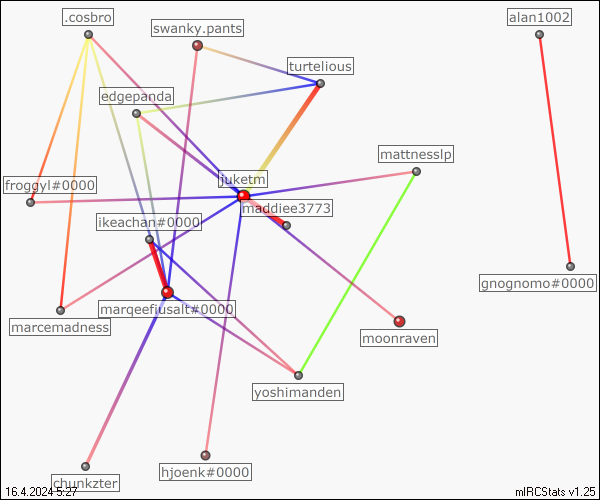 .cosbro
alan1002
swanky.pants
turtelious
edgepanda
mattnesslp
juketm
froggyl#0000
maddiee3773
ikeachan#0000
gnognomo#0000
marqeefiusalt#0000
marcemadness
moonraven
yoshimanden
hjoenk#0000
chunkzter
16.4.2024 5:27
mIRCStats v1.25